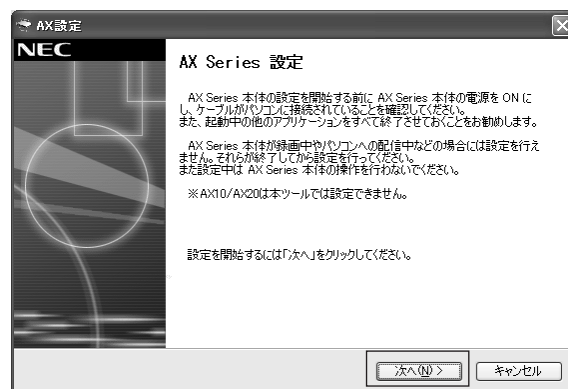 AX設定
NEC
AX Series 設定
AX Series 本体の設定を開始する前に AX Series 本体の電源を ON に
し、ケーブルがパソコンに接続されていることを確認してください。
また、起動中の他のアプリケーションをすべて終了させておくことをお勧めします。
AX Series 本体が録画中やパソコンへの配信中などの場合には設定を行え
ません。それらが終了してから設定を行ってください。
また設定中は AX Series 本体の操作を行わないでください。
※AX10/AX20は本ツールでは設定できません。
設定を開始するには「次へ」をクリックしてください。
次へ(N) >
キャンセル